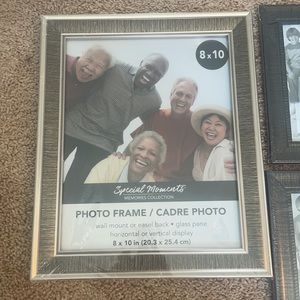 8x10
Special Moments
MEMORIES COLLECTION
PHOTO FRAME / CADRE PHOTO
wall mount or easel back • glass pane
horizontal or vertical display
8 x 10 in (20.3 x 25.4 cm)